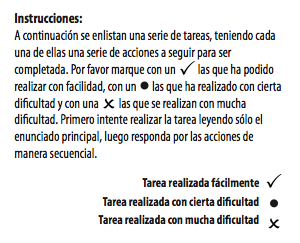 Instrucciones:
A continuación se enlistan una serie de tareas, teniendo cada
una de ellas una serie de acciones a seguir para ser
completada. Por favor marque con un ✓ las que ha podido
realizar con facilidad, con un ● las que ha realizado con cierta
dificultad y con una ✗ las que se realizan con mucha
dificultad. Primero intente realizar la tarea leyendo sólo el
enunciado principal, luego responda por las acciones de
manera secuencial.
Tarea realizada fácilmente ✓
Tarea realizada con cierta dificultad ●
Tarea realizada con mucha dificultad ✗